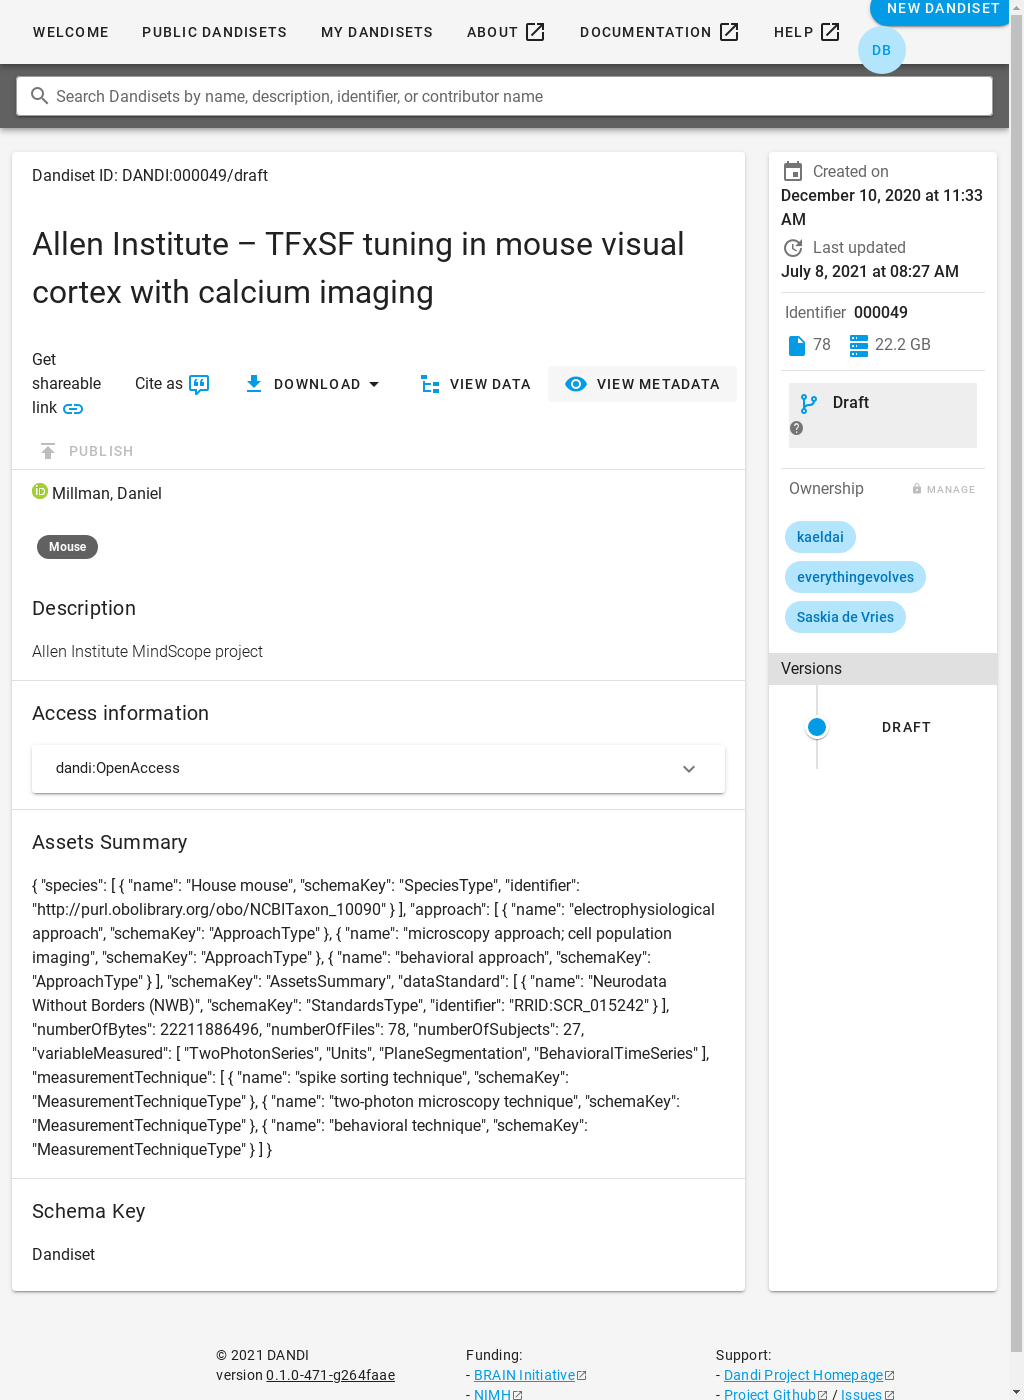 WELCOME
PUBLIC DANDISETS
MY DANDISETS
ABOUT
DOCUMENTATION
HELP
NEW DANDISET
DB
Search Dandisets by name, description, identifier, or contributor name
Dandiset ID: DANDI:000049/draft
Allen Institute – TFxSF tuning in mouse visual
cortex with calcium imaging
Get
shareable
link
Cite as
DOWNLOAD
VIEW DATA
VIEW METADATA
PUBLISH
Millman, Daniel
Mouse
Description
Allen Institute MindScope project
Access information
dandi:OpenAccess
Assets Summary
{ "species": [ { "name": "House mouse", "schemaKey": "SpeciesType", "identifier":
"http://purl.obolibrary.org/obo/NCBITaxon_10090" } ], "approach": [ { "name": "electrophysiological
approach", "schemaKey": "ApproachType" }, { "name": "microscopy approach; cell population
imaging", "schemaKey": "ApproachType" }, { "name": "behavioral approach", "schemaKey":
"ApproachType" } ], "schemaKey": "AssetsSummary", "dataStandard": [ { "name": "Neurodata
Without Borders (NWB)", "schemaKey": "StandardsType", "identifier": "RRID:SCR_015242" } ],
"numberOfBytes": 22211886496, "numberOfFiles": 78, "numberOfSubjects": 27,
"variableMeasured": [ "TwoPhotonSeries", "Units", "PlaneSegmentation", "BehavioralTimeSeries" ],
"measurementTechnique": [ { "name": "spike sorting technique", "schemaKey":
"MeasurementTechniqueType" }, { "name": "two-photon microscopy technique", "schemaKey":
"MeasurementTechniqueType" }, { "name": "behavioral technique", "schemaKey":
"MeasurementTechniqueType" } ] }
Schema Key
Dandiset
Created on
December 10, 2020 at 11:33
AM
Last updated
July 8, 2021 at 08:27 AM
Identifier 000049
78 22.2 GB
Draft
Ownership
MANAGE
kaeldai
everythingevolves
Saskia de Vries
Versions
DRAFT
© 2021 DANDI
version 0.1.0-471-g264faae
Funding:
- BRAIN Initiative
- NIMH
Support:
- Dandi Project Homepage
- Project Github / Issues